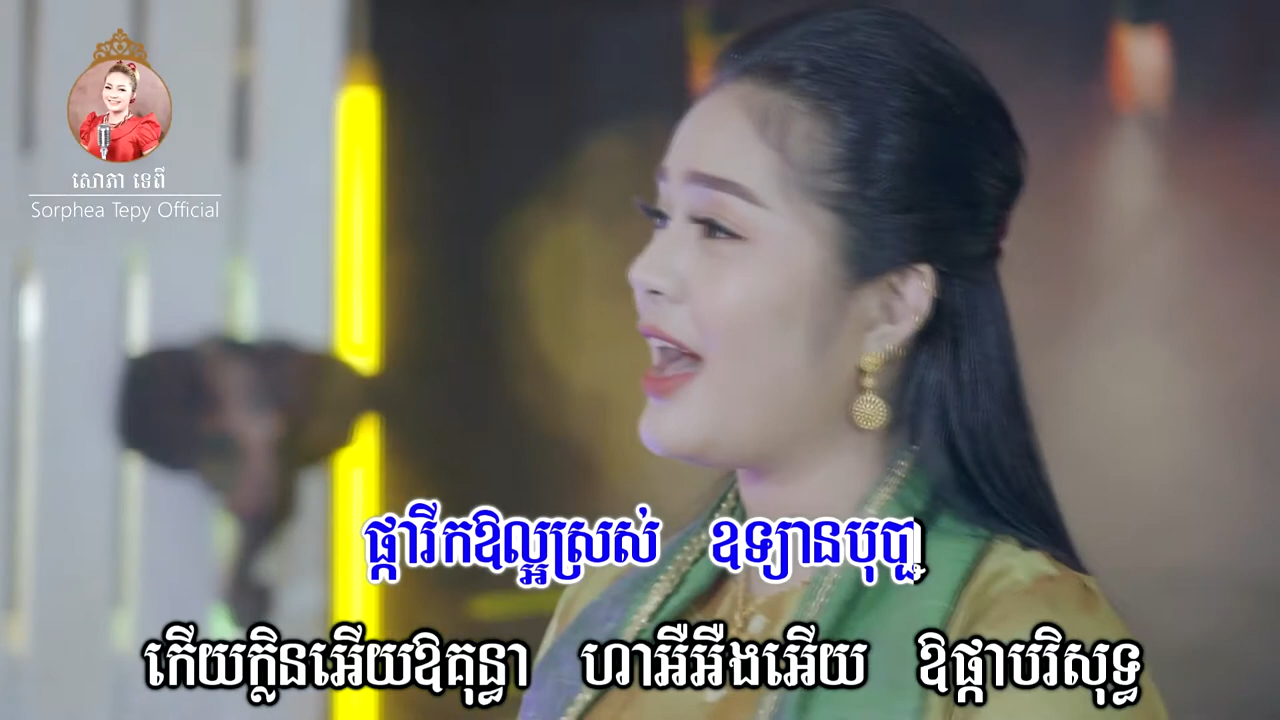 សោភា ទេពី
Sorphea Tepy Official
ផ្ការីកឱល្អស្រស់ ឧទ្យានបុប្ផា
កើយក្លិនអើយឱគុន្ធា ហាអឺអឺងអើយ ឱផ្កាបរិសុទ្ធ